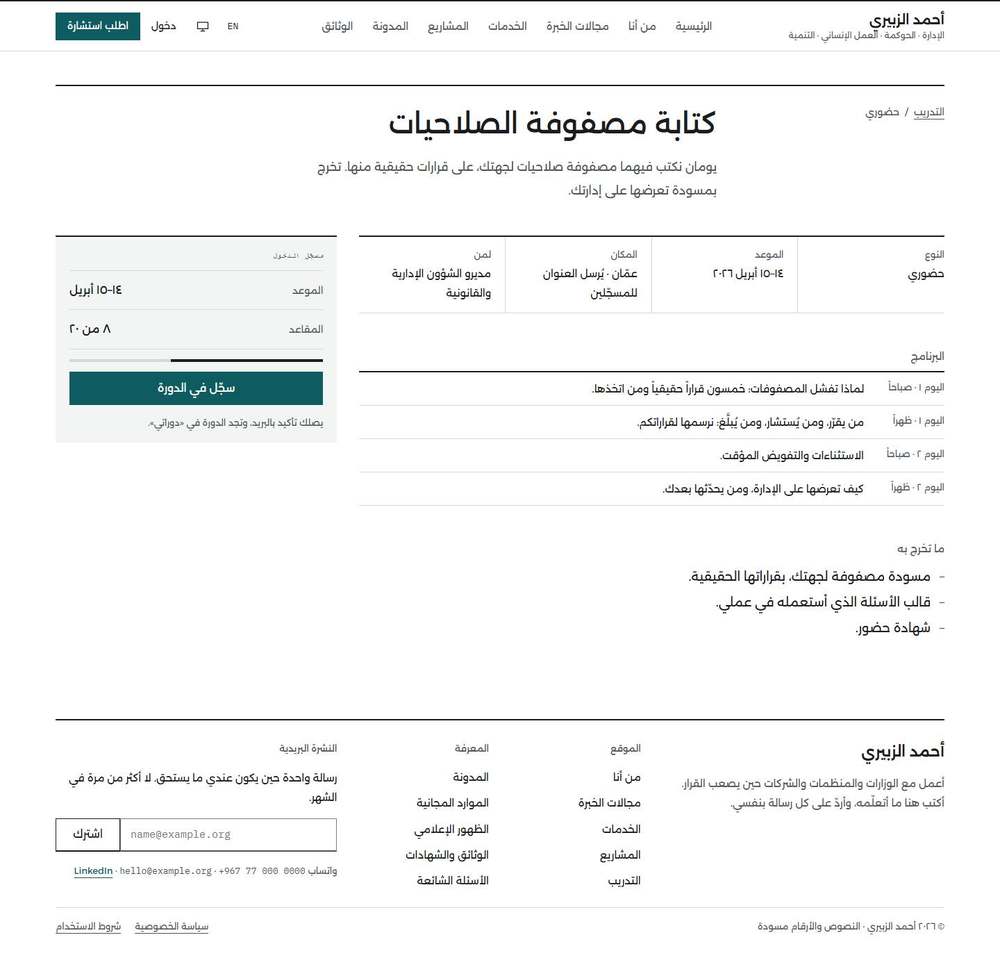 أحمد الزبيري
الإدارة · الحوكمة · العمل الإنساني · التنمية
الرئيسية
من أنا
مجالات الخبرة
الخدمات
المشاريع
المدونة
الوثائق
EN
دخول
اطلب استشارة
التدريب / حضوري
كتابة مصفوفة الصلاحيات
يومان نكتب فيهما مصفوفة صلاحيات لجهتك، على قرارات حقيقية منها. تخرج
بمسودة تعرضها على إدارتك.
النوع
حضوري
الموعد
١٤–١٥ أبريل ٢٠٢٦
المكان
عمّان · يُرسل العنوان
للمسجّلين
لمن
مديرو الشؤون الإدارية
والقانونية
مسجّل الدخول
الموعد
١٤–١٥ أبريل
المقاعد
٨ من ٢٠
سجّل في الدورة
يصلك تأكيد بالبريد، وتجد الدورة في «دوراتي».
البرنامج
اليوم ١ · صباحاً
لماذا تفشل المصفوفات: خمسون قراراً حقيقياً ومن اتخذها.
اليوم ١ · ظهراً
من يقرّر، ومن يُستشار، ومن يُبلَّغ: نرسمها لقراراتكم.
اليوم ٢ · صباحاً
الاستثناءات والتفويض المؤقت.
اليوم ٢ · ظهراً
كيف تعرضها على الإدارة، ومن يحدّثها بعدك.
ما تخرج به
– مسودة مصفوفة لجهتك، بقراراتها الحقيقية.
– قالب الأسئلة الذي أستعمله في عملي.
– شهادة حضور.
أحمد الزبيري
أعمل مع الوزارات والمنظمات والشركات حين يصعب القرار.
أكتب هنا ما أتعلّمه، وأردّ على كل رسالة بنفسي.
الموقع
من أنا
مجالات الخبرة
الخدمات
المشاريع
التدريب
المعرفة
المدونة
الموارد المجانية
الظهور الإعلامي
الوثائق والشهادات
الأسئلة الشائعة
النشرة البريدية
رسالة واحدة حين يكون عندي ما يستحق. لا أكثر من مرة في
الشهر.
name@example.org
اشترك
واتساب ‎+967 77 000 0000 · hello@example.org · LinkedIn
© ٢٠٢٦ أحمد الزبيري · النصوص والأرقام مسودة
سياسة الخصوصية
شروط الاستخدام